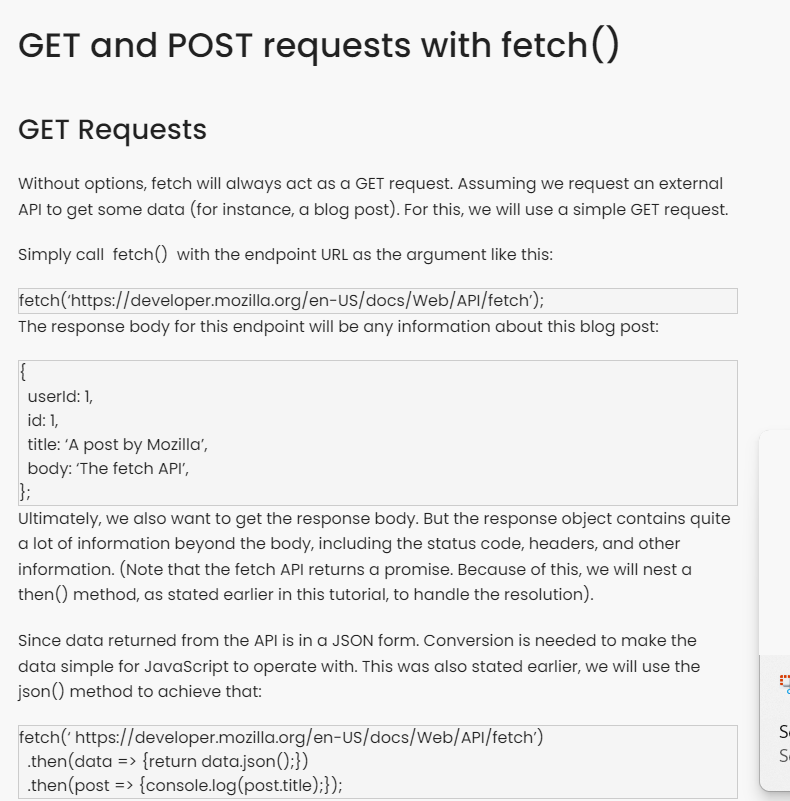 GET and POST requests with fetch()
GET Requests
Without options, fetch will always act as a GET request. Assuming we request an external
API to get some data (for instance, a blog post). For this, we will use a simple GET request.
Simply call  fetch()  with the endpoint URL as the argument like this:
fetch(‘https://developer.mozilla.org/en-US/docs/Web/API/fetch’);
The response body for this endpoint will be any information about this blog post:
{
  userId: 1,
  id: 1,
  title: ‘A post by Mozilla’,
  body: ‘The fetch API’,
};
Ultimately, we also want to get the response body. But the response object contains quite
a lot of information beyond the body, including the status code, headers, and other
information. (Note that the fetch API returns a promise. Because of this, we will nest a
then() method, as stated earlier in this tutorial, to handle the resolution).
Since data returned from the API is in a JSON form. Conversion is needed to make the
data simple for JavaScript to operate with. This was also stated earlier, we will use the
json() method to achieve that:
fetch(‘ https://developer.mozilla.org/en-US/docs/Web/API/fetch’)
  .then(data => {return data.json();})
  .then(post => {console.log(post.title);});